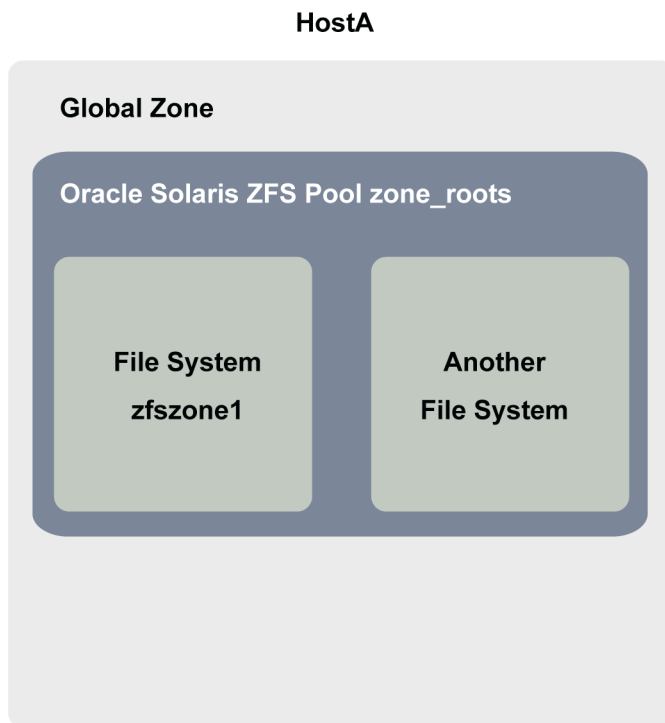 HostA
Global Zone
Oracle Solaris ZFS Pool zone_roots
File System
zfszone1
Another
File System